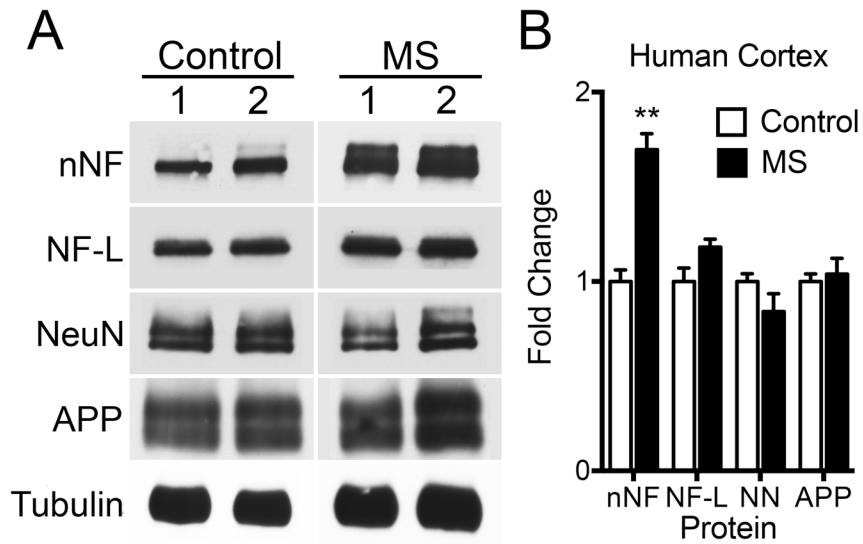 A
Control MS
1 2 1 2
nNF
NF-L
NeuN
APP
Tubulin
B
Human Cortex
2
**
Control
MS
Fold Change
1
0
nNF NF-L NN APP
Protein